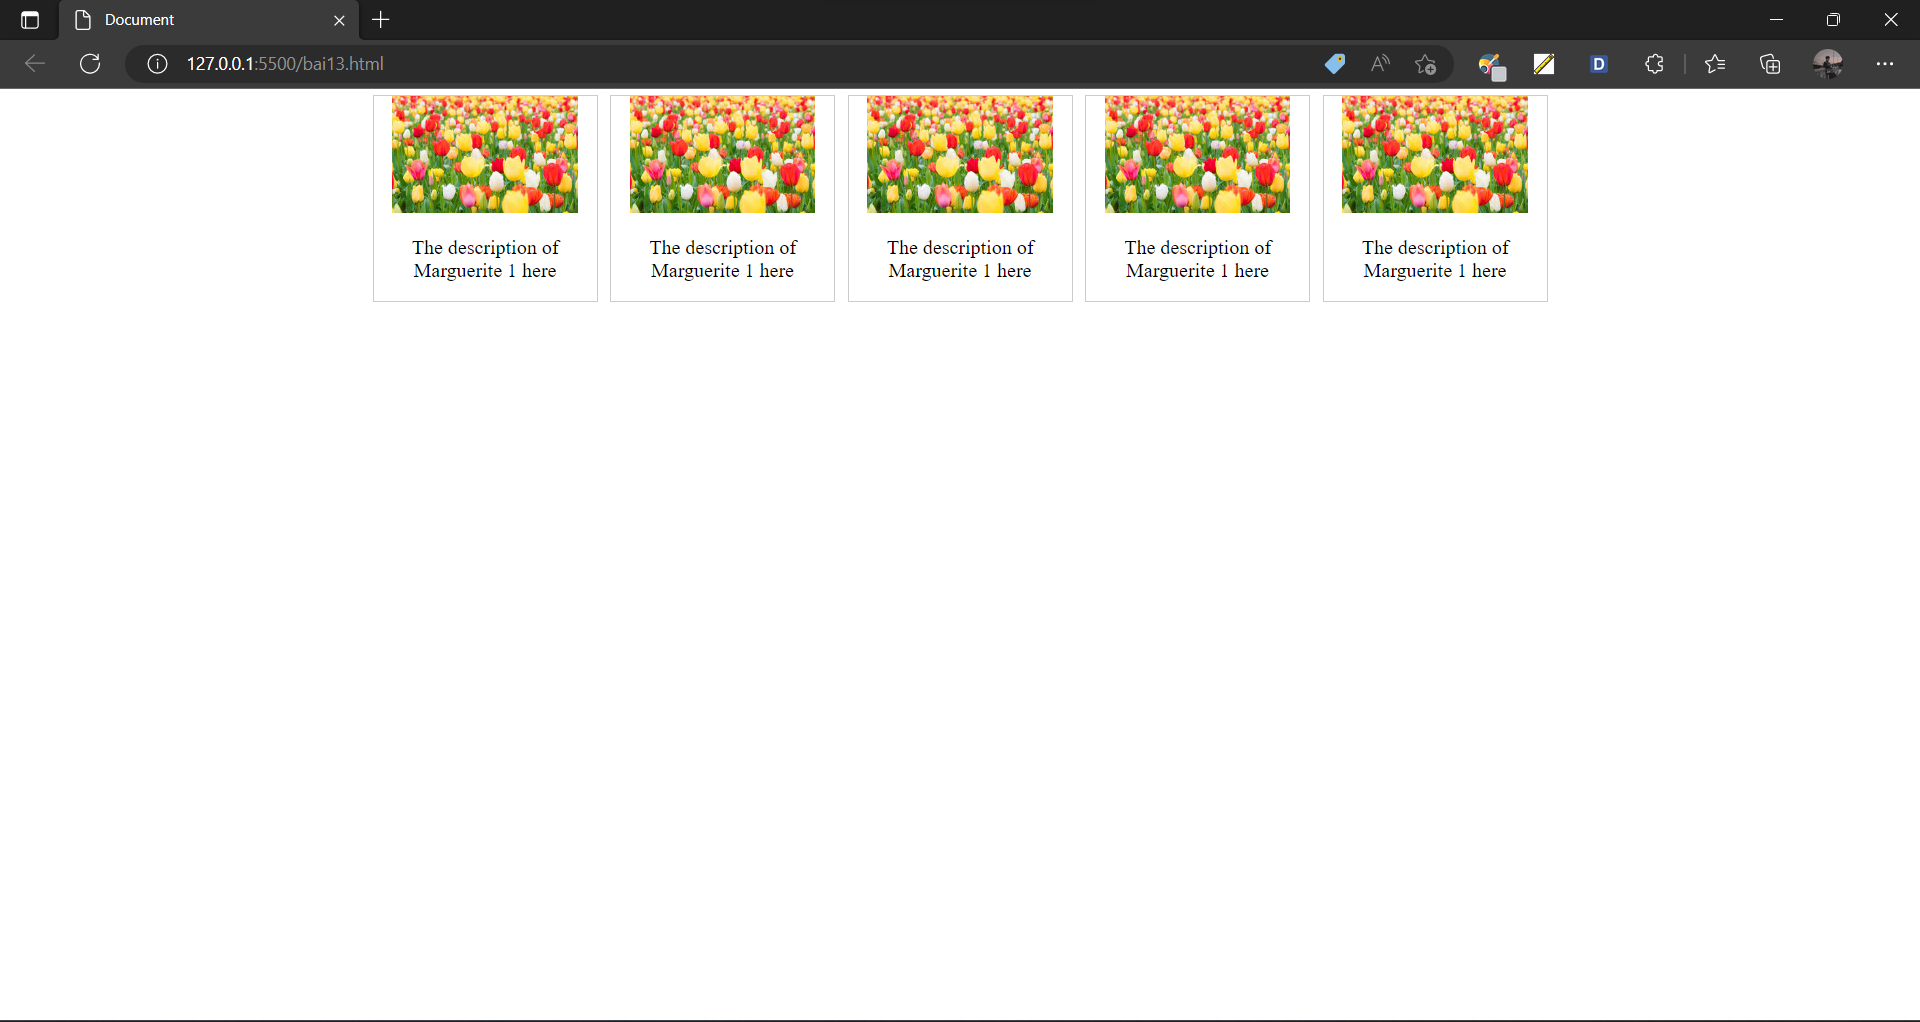 Document
127.0.0.1:5500/bai13.html
A
D
The description of
Marguerite 1 here
The description of
Marguerite 1 here
The description of
Marguerite 1 here
The description of
Marguerite 1 here
The description of
Marguerite 1 here